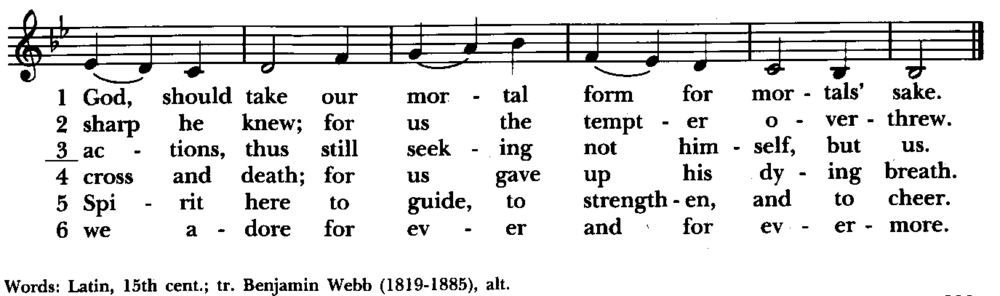 1 God, should take our mor - tal form for mor - tals' sake.
2 sharp he knew; for us the tempt - er o - ver - threw.
3 ac - tions, thus still seek - ing not him - self, but us.
4 cross and death; for us gave up his dy - ing breath.
5 Spi - rit here to guide, to strength - en, and to cheer.
6 we a - dore for ev - er and for ev - er - more.
Words: Latin, 15th cent.; tr. Benjamin Webb (1819-1885), alt.